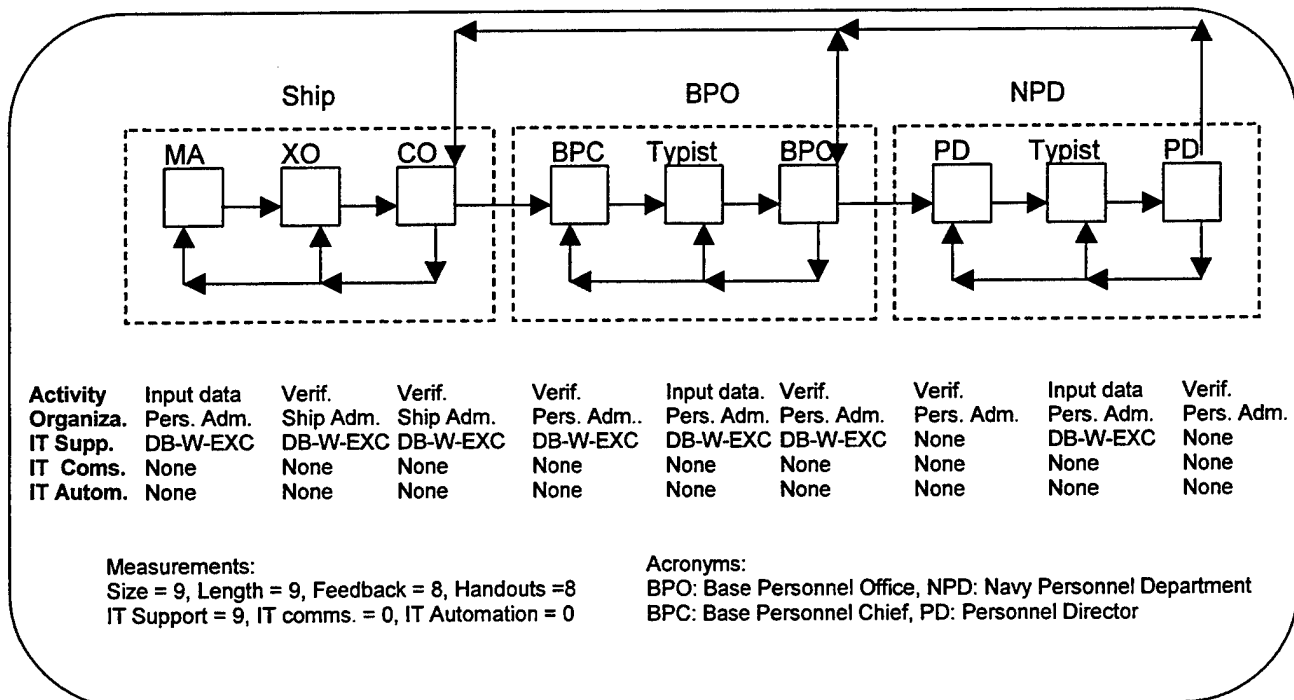 Ship BPO NPD
MA XO CO BPC Typist BPO PD Typist PD
Activity Input data Verif. Verif. Verif. Input data. Verif. Verif. Input data Verif.
Organiza. Pers. Adm. Ship Adm. Ship Adm. Pers. Adm.. Pers. Adm. Pers. Adm. Pers. Adm. Pers. Adm. Pers. Adm.
IT Supp. DB-W-EXC DB-W-EXC DB-W-EXC DB-W-EXC DB-W-EXC DB-W-EXC None DB-W-EXC None
IT Coms. None None None None None None None None None
IT Autom. None None None None None None None None None
Measurements:
Size = 9, Length = 9, Feedback = 8, Handouts =8
IT Support = 9, IT comms. = 0, IT Automation = 0
Acronyms:
BPO: Base Personnel Office, NPD: Navy Personnel Department
BPC: Base Personnel Chief, PD: Personnel Director